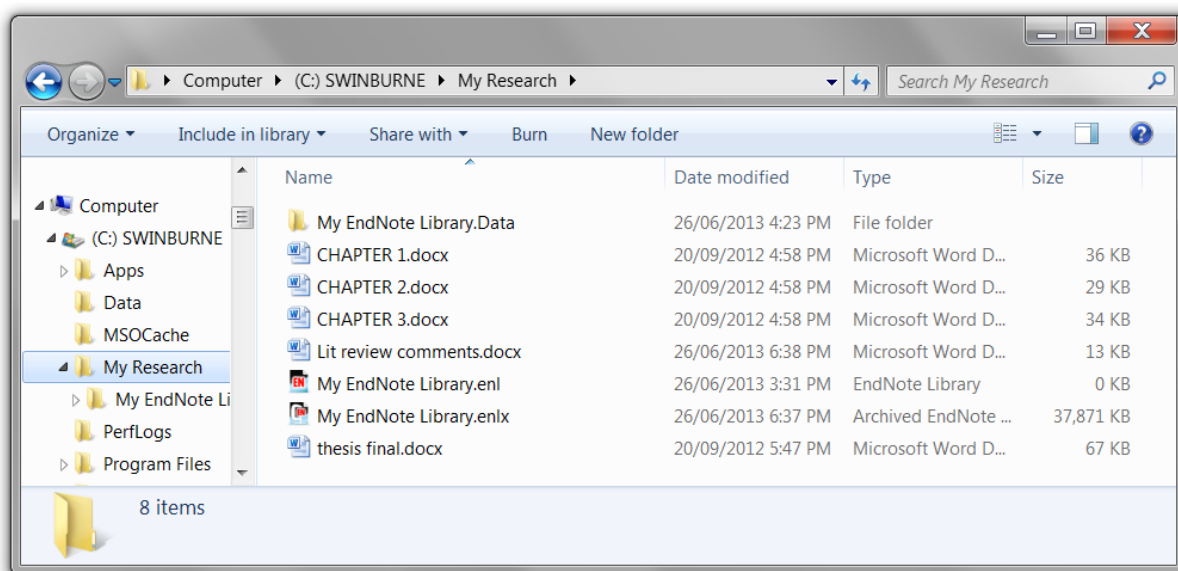 Computer (C:) SWINBURNE My Research Search My Research
Organize Include in library Share with Burn New folder
Name Date modified Type Size
Computer
(C:) SWINBURNE
Apps
Data
MSOCache
My Research
My EndNote Li
PerfLogs
Program Files
My EndNote Library.Data 26/06/2013 4:23 PM File folder
CHAPTER 1.docx 20/09/2012 4:58 PM Microsoft Word D... 36 KB
CHAPTER 2.docx 20/09/2012 4:58 PM Microsoft Word D... 29 KB
CHAPTER 3.docx 20/09/2012 4:58 PM Microsoft Word D... 34 KB
Lit review comments.docx 26/06/2013 6:38 PM Microsoft Word D... 13 KB
My EndNote Library.enl 26/06/2013 3:31 PM EndNote Library 0 KB
My EndNote Library.enlx 26/06/2013 6:37 PM Archived EndNote ... 37,871 KB
thesis final.docx 20/09/2012 5:47 PM Microsoft Word D... 67 KB
8 items